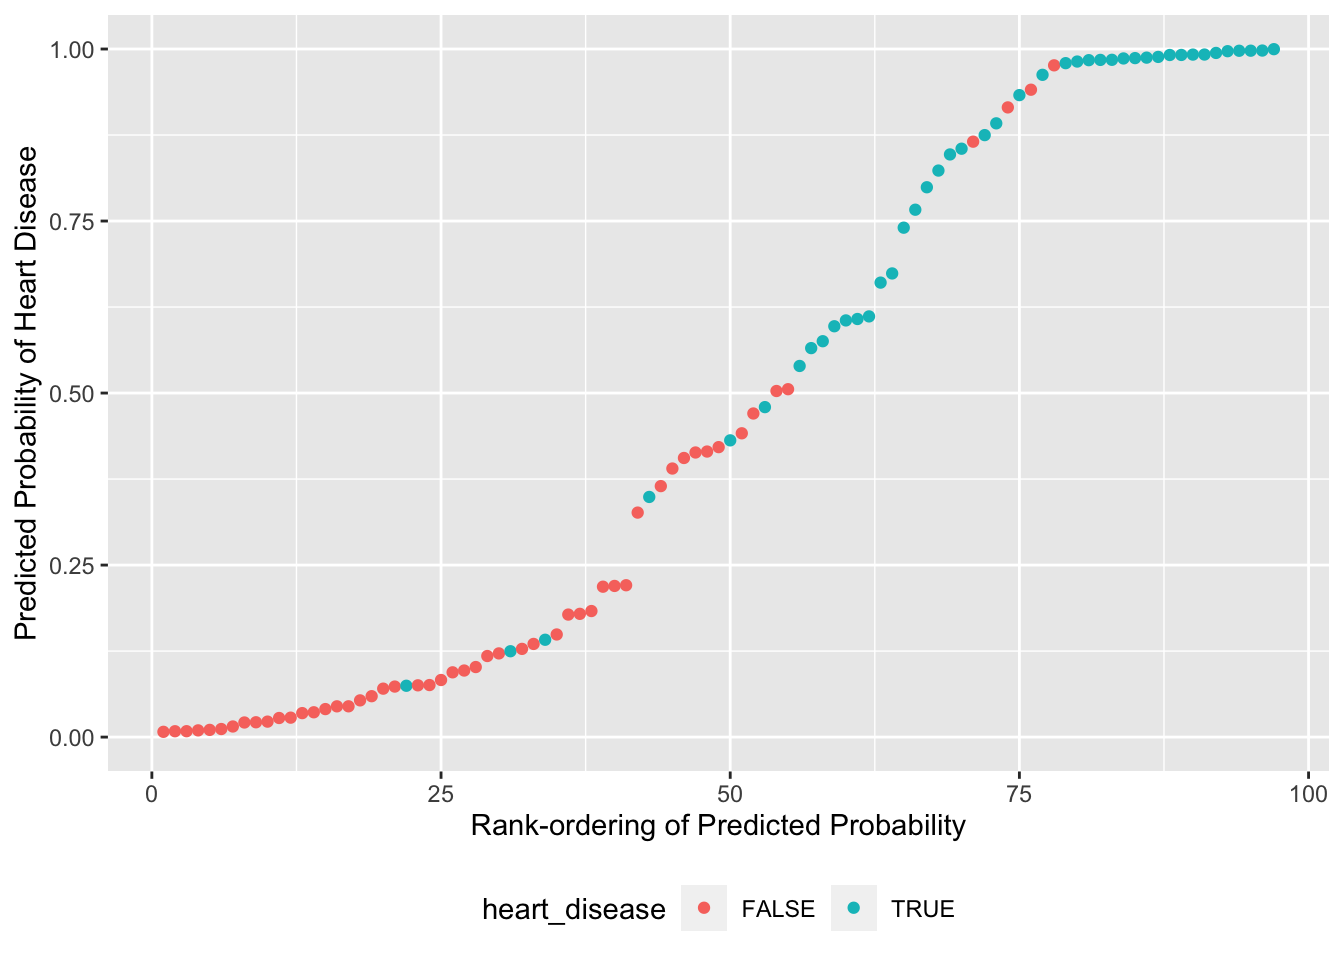 Predicted Probability of Heart Disease
1.00
0.75
0.50
0.25
0.00
0 25 50 75 100
Rank-ordering of Predicted Probability
heart_disease FALSE TRUE